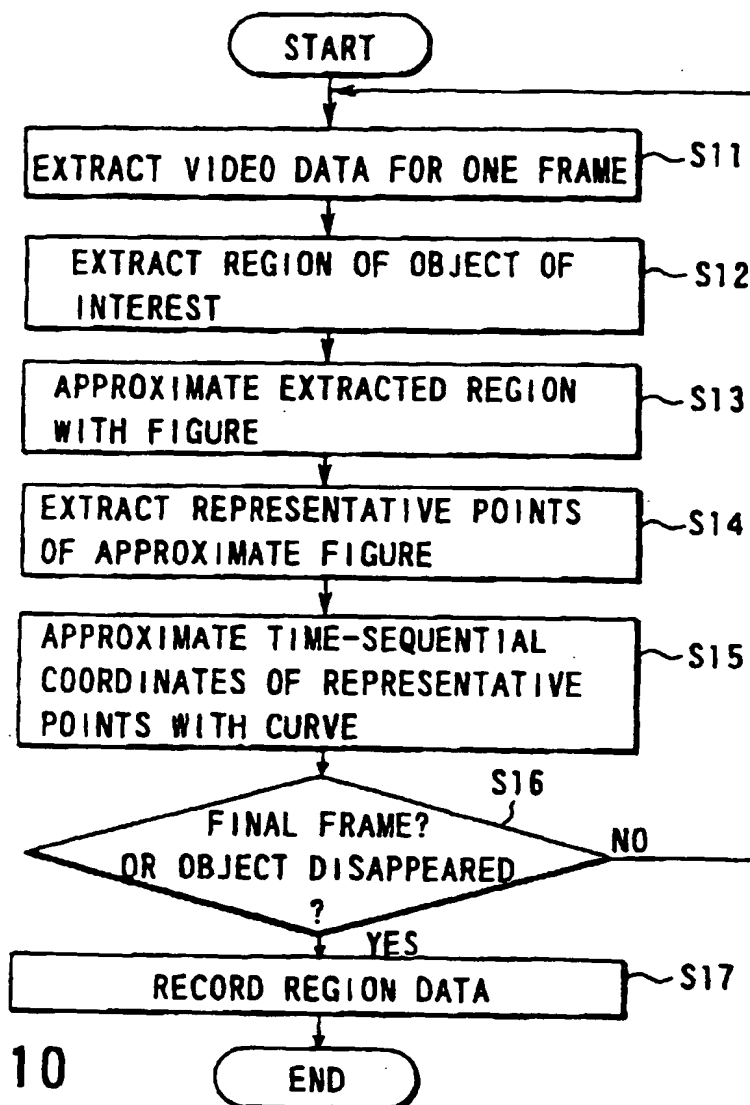 START
EXTRACT VIDEO DATA FOR ONE FRAME
S11
EXTRACT REGION OF OBJECT OF
INTEREST
S12
APPROXIMATE EXTRACTED REGION
WITH FIGURE
S13
EXTRACT REPRESENTATIVE POINTS
OF APPROXIMATE FIGURE
S14
APPROXIMATE TIME-SEQUENTIAL
COORDINATES OF REPRESENTATIVE
POINTS WITH CURVE
S15
S16
FINAL FRAME?
OR OBJECT DISAPPEARED
?
NO
YES
RECORD REGION DATA
S17
END
10